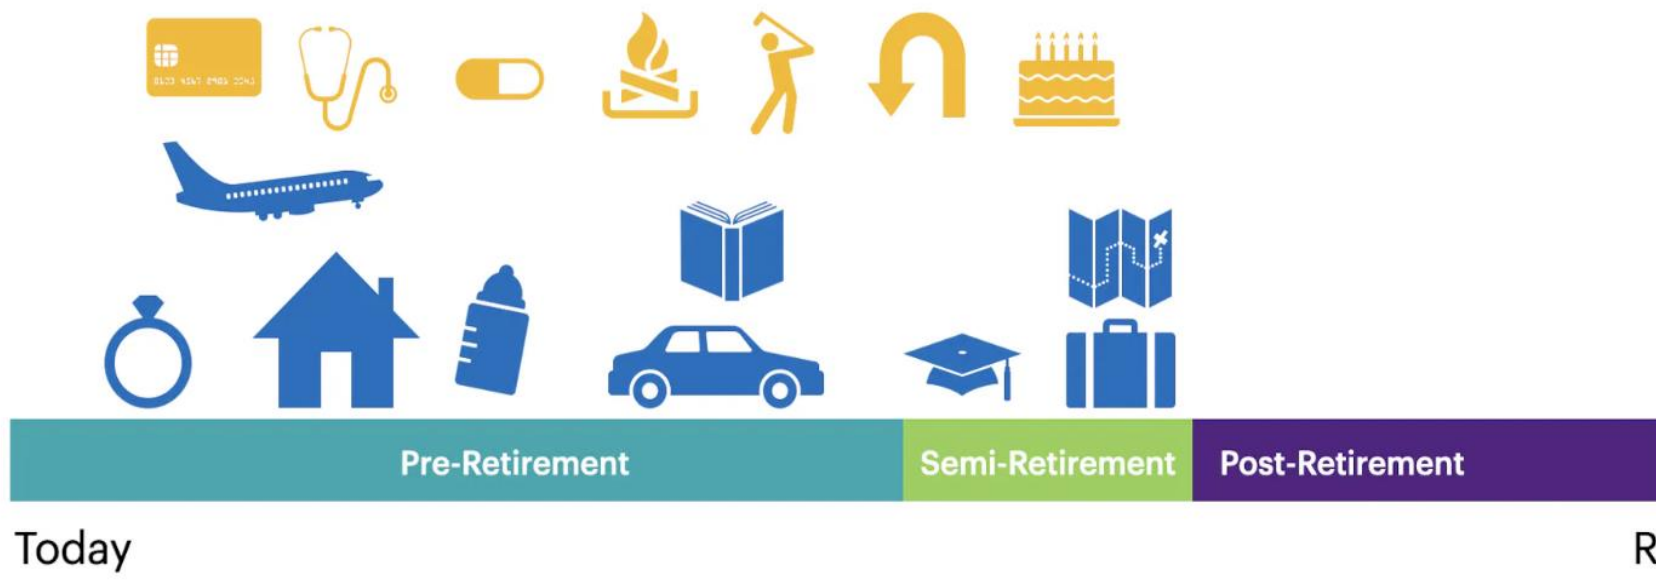 Pre-Retirement
Semi-Retirement
Post-Retirement
Today
R